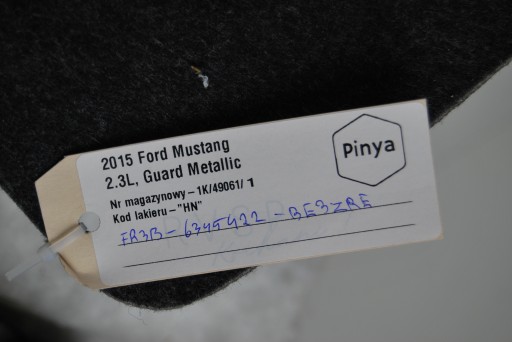 2015 Ford Mustang
2.3L, Guard Metallic
Pinya
Nr magazynowy – 1K/49061/ 1
Kod lakieru – "HN"
FR3B – 6345422 – BE3ZRE